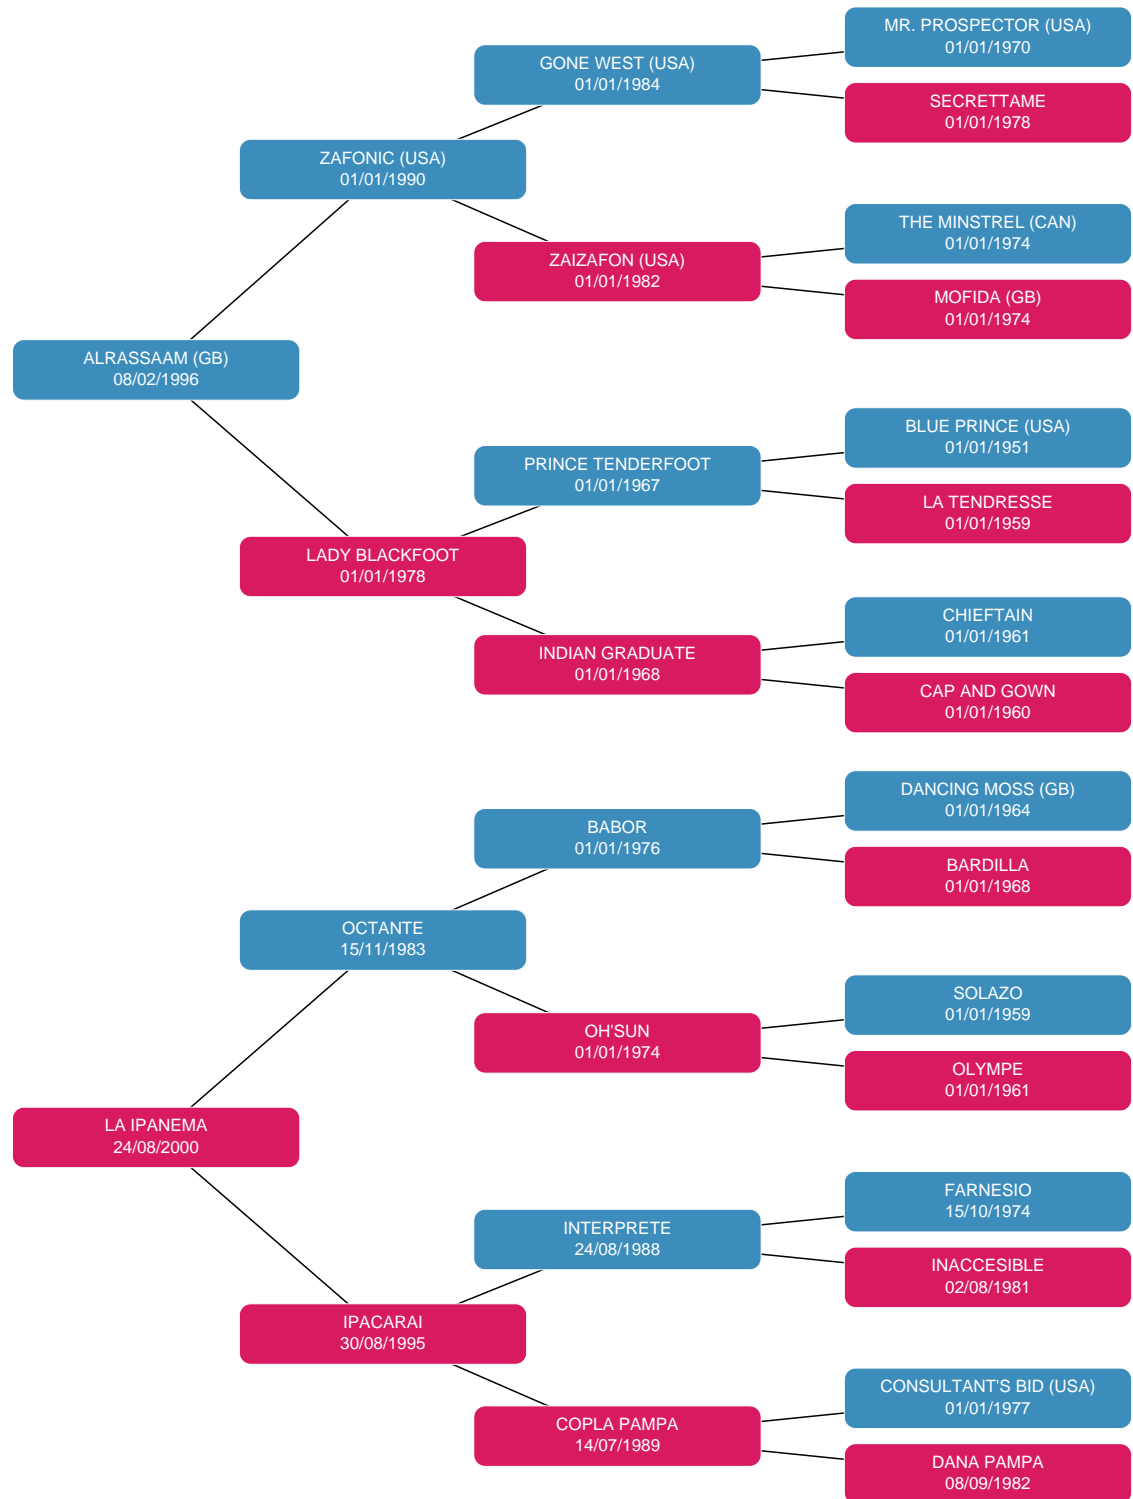 MR. PROSPECTOR (USA)
01/01/1970
GONE WEST (USA)
01/01/1984
SECRETTAME
01/01/1978
ZAFONIC (USA)
01/01/1990
THE MINSTREL (CAN)
01/01/1974
ZAIZAFON (USA)
01/01/1982
MOFIDA (GB)
01/01/1974
ALRASSAAM (GB)
08/02/1996
BLUE PRINCE (USA)
01/01/1951
PRINCE TENDERFOOT
01/01/1967
LA TENDRESSE
01/01/1959
LADY BLACKFOOT
01/01/1978
CHIEFTAIN
01/01/1961
INDIAN GRADUATE
01/01/1968
CAP AND GOWN
01/01/1960
DANCING MOSS (GB)
01/01/1964
BABOR
01/01/1976
BARDILLA
01/01/1968
OCTANTE
15/11/1983
SOLAZO
01/01/1959
OH'SUN
01/01/1974
OLYMPE
01/01/1961
LA IPANEMA
24/08/2000
FARNESIO
15/10/1974
INTERPRETE
24/08/1988
INACCESIBLE
02/08/1981
IPACARAI
30/08/1995
CONSULTANT'S BID (USA)
01/01/1977
COPLA PAMPA
14/07/1989
DANA PAMPA
08/09/1982